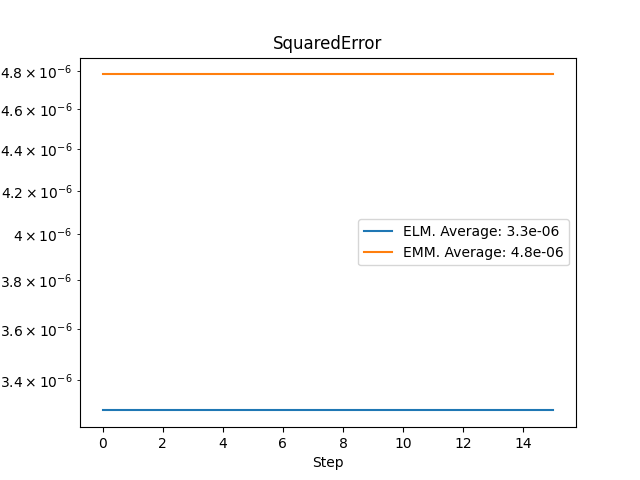 SquaredError
4.8 × 10⁻⁶
4.6 × 10⁻⁶
4.4 × 10⁻⁶
4.2 × 10⁻⁶
4 × 10⁻⁶
3.8 × 10⁻⁶
3.6 × 10⁻⁶
3.4 × 10⁻⁶
ELM. Average: 3.3e-06
EMM. Average: 4.8e-06
0 2 4 6 8 10 12 14
Step